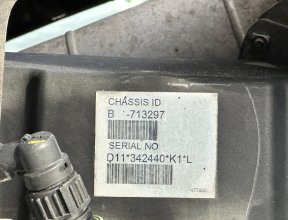 CHASSIS ID
B -713297
SERIAL NO
D11*342440*K1*L